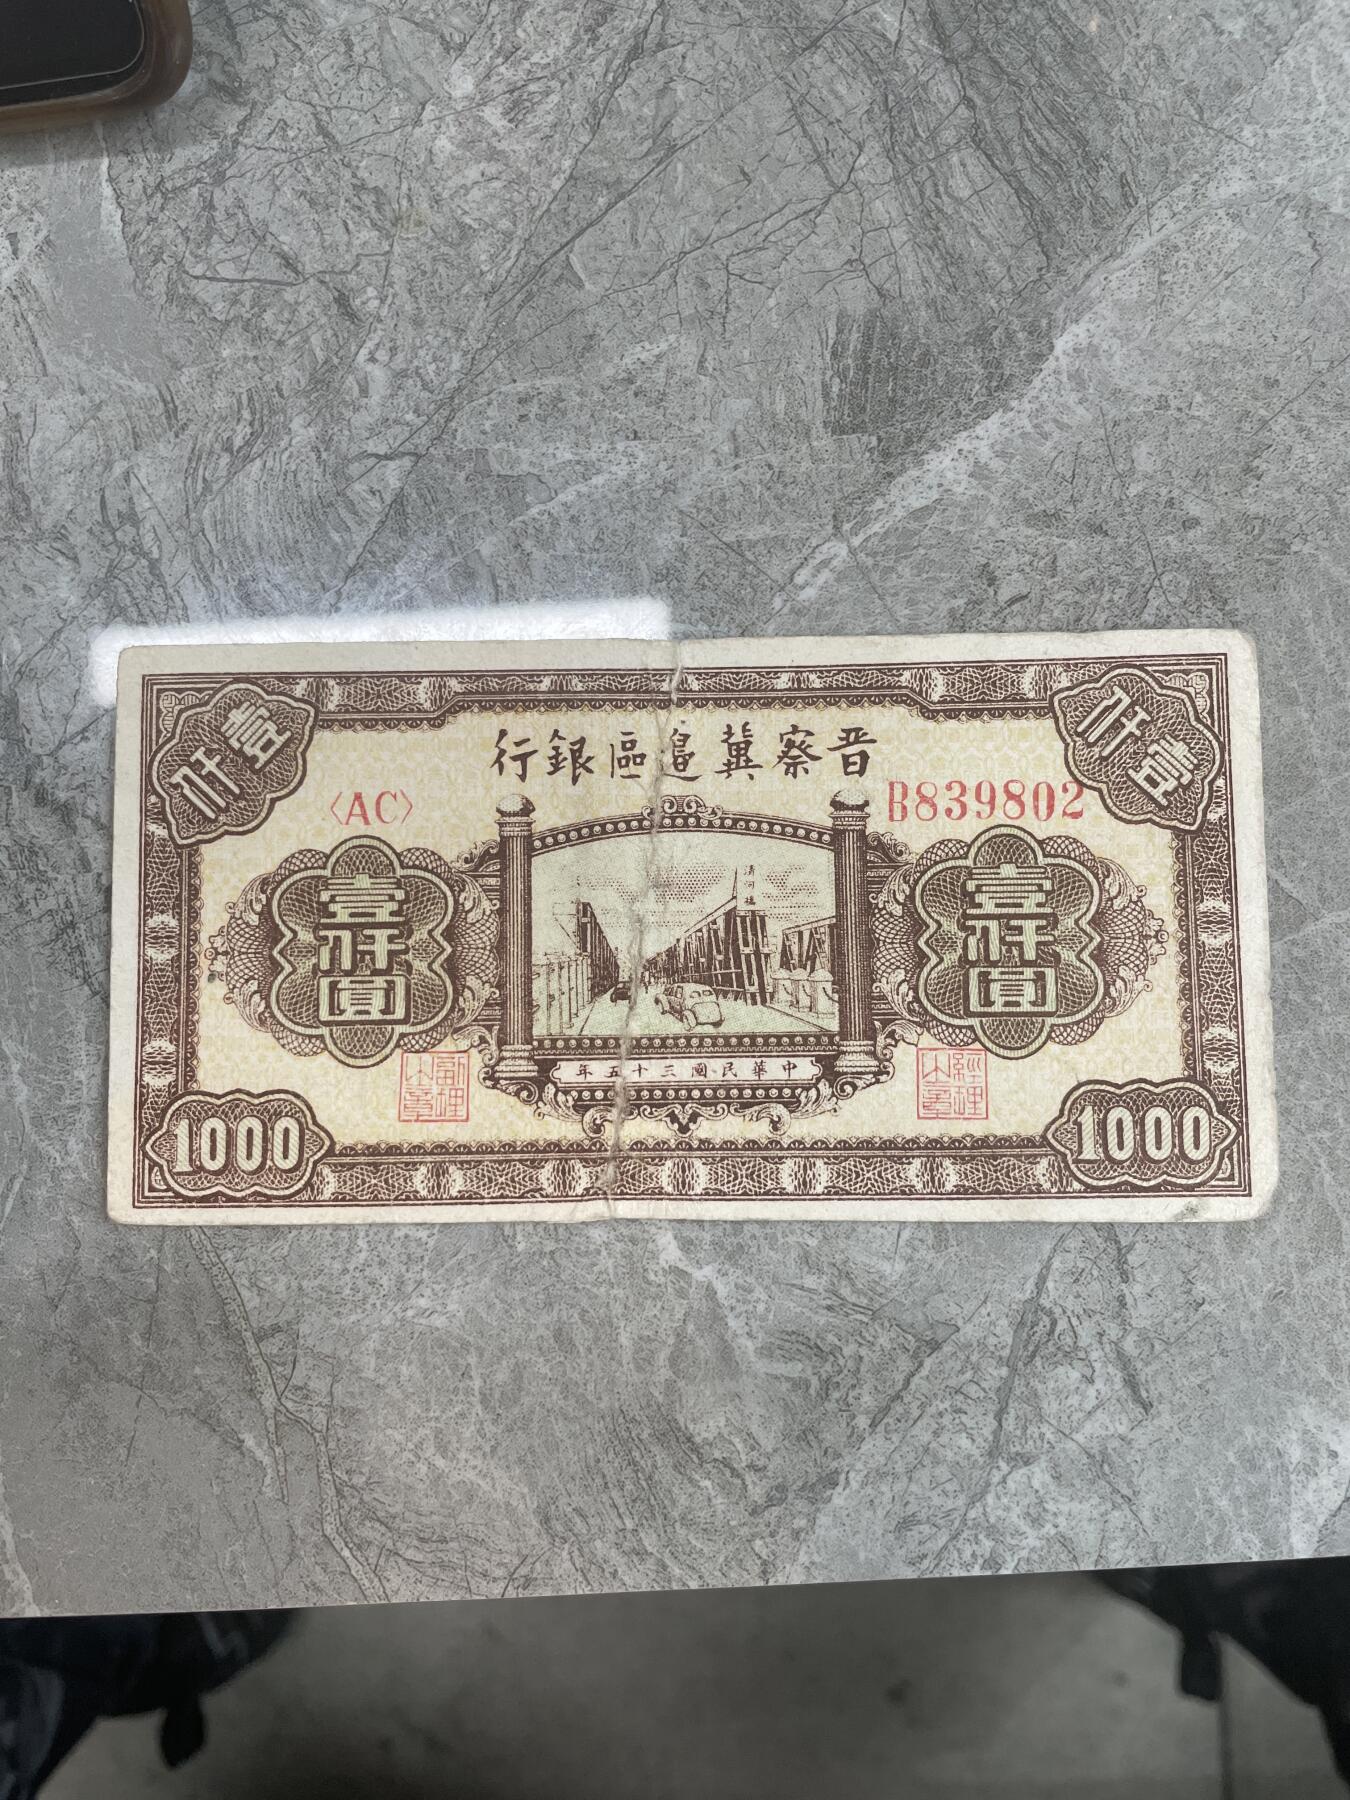 壹仟
壹仟
晋察冀邊區銀行
〈AC〉
B839802
清河橋
壹仟圓
壹仟圓
中華民國三十五年
副理之章
經理之章
1000
1000